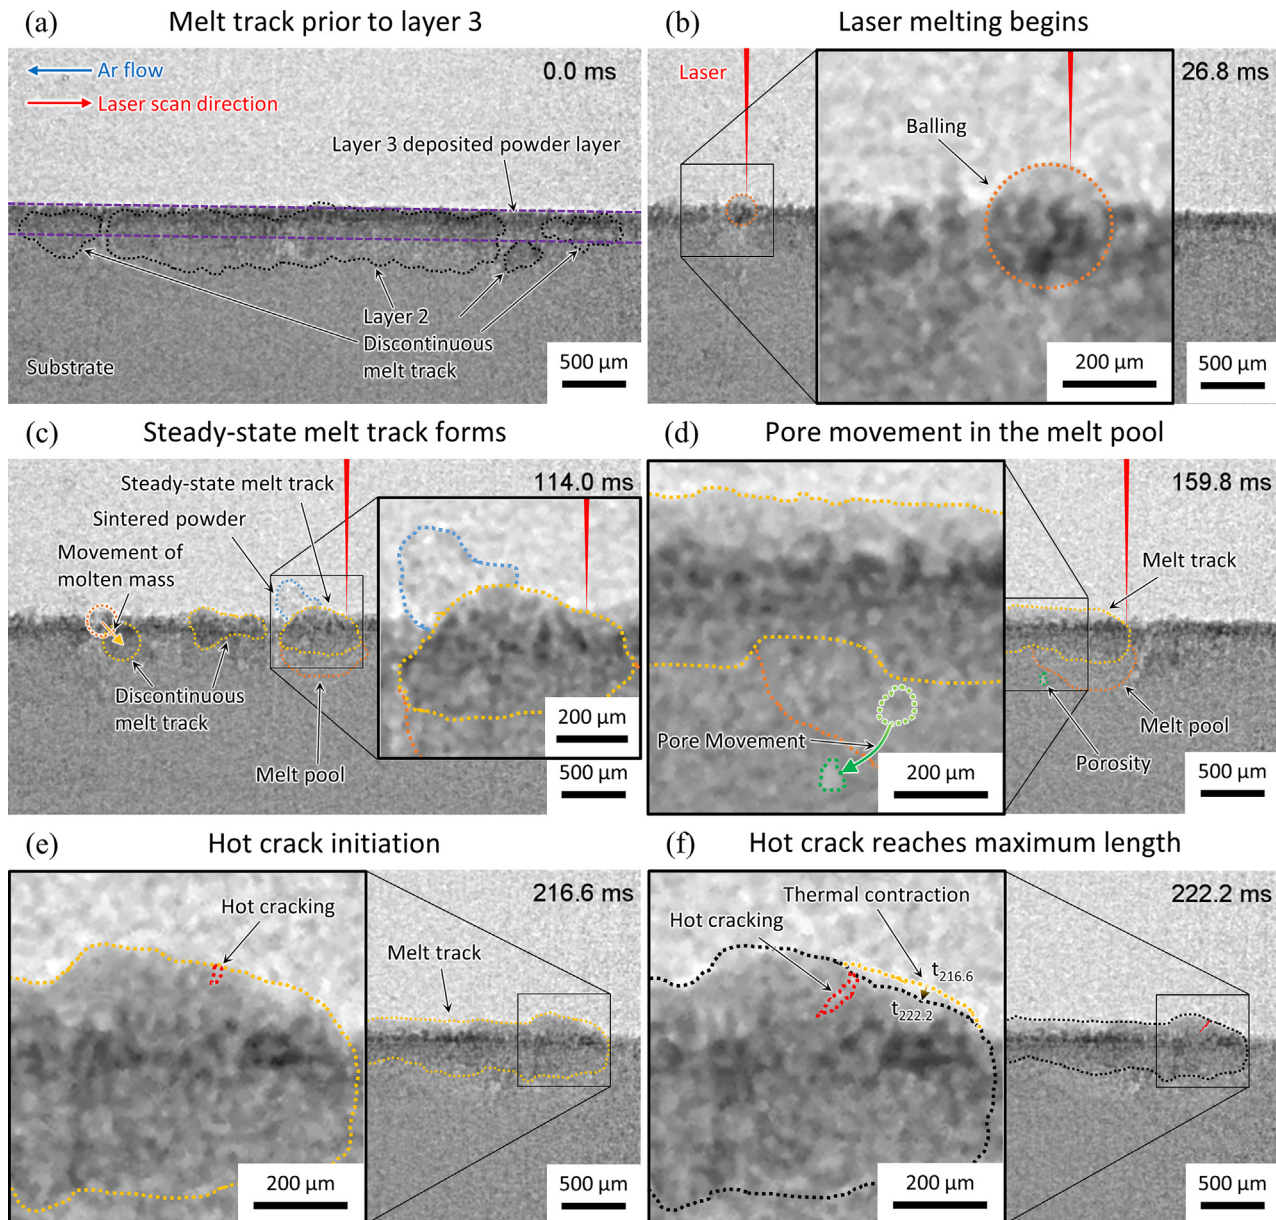 (a) Melt track prior to layer 3
Ar flow
Laser scan direction
0.0 ms
Layer 3 deposited powder layer
Layer 2
Discontinuous
melt track
Substrate
500 µm
(b) Laser melting begins
Laser
26.8 ms
Balling
200 µm
500 µm
(c) Steady-state melt track forms
114.0 ms
Steady-state melt track
Sintered powder
Movement of
molten mass
Discontinuous
melt track
Melt pool
200 µm
500 µm
(d) Pore movement in the melt pool
159.8 ms
Melt track
Pore Movement
Melt pool
Porosity
200 µm
500 µm
(e) Hot crack initiation
216.6 ms
Hot cracking
Melt track
200 µm
500 µm
(f) Hot crack reaches maximum length
222.2 ms
Thermal contraction
Hot cracking
t216.6
t222.2
200 µm
500 µm